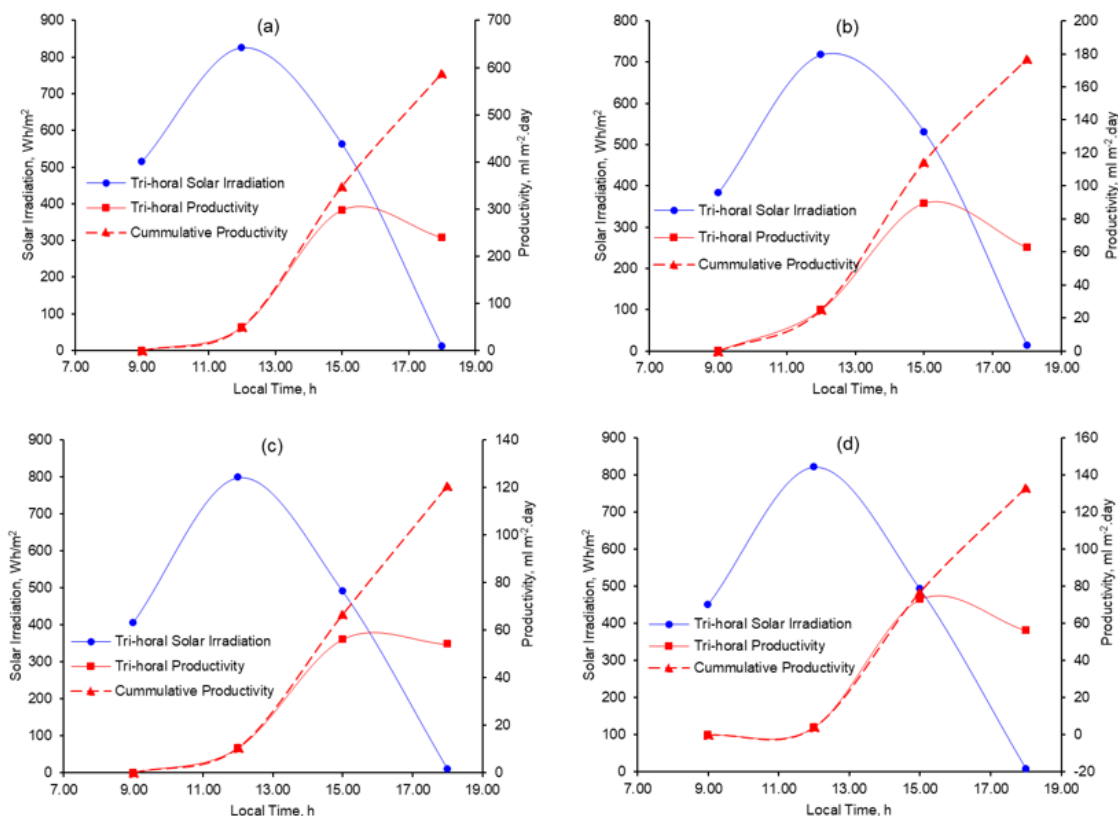 (a)
Solar Irradiation, Wh/m²
900
800
700
600
500
400
300
200
100
0
Tri-horal Solar Irradiation
Tri-horal Productivity
Cummulative Productivity
700
600
500
400
300
200
100
0
Productivity, ml m⁻².day
7.00 9.00 11.00 13.00 15.00 17.00 19.00
Local Time, h
(b)
Solar Irradiation, Wh/m²
800
700
600
500
400
300
200
100
0
Tri-horal Solar Irradiation
Tri-horal Productivity
Cummulative Productivity
200
180
160
140
120
100
80
60
40
20
0
Productivity, ml m⁻².day
7.00 9.00 11.00 13.00 15.00 17.00 19.00
Local Time, h
(c)
Solar Irradiation, Wh/m²
900
800
700
600
500
400
300
200
100
0
Tri-horal Solar Irradiation
Tri-horal Productivity
Cummulative Productivity
140
120
100
80
60
40
20
0
Productivity, ml m⁻².day
7.00 9.00 11.00 13.00 15.00 17.00 19.00
Local Time, h
(d)
Solar Irradiation, Wh/m²
900
800
700
600
500
400
300
200
100
0
Tri-horal Solar Irradiation
Tri-horal Productivity
Cummulative Productivity
160
140
120
100
80
60
40
20
0
-20
Productivity, ml m⁻².day
7.00 9.00 11.00 13.00 15.00 17.00 19.00
Local Time, h